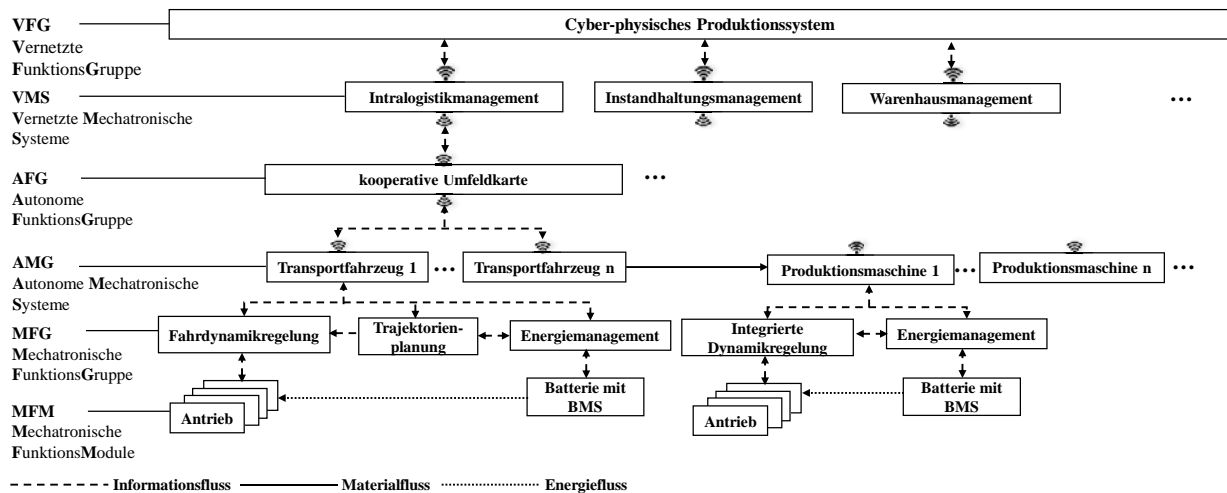 VFG
Vernetzte
FunktionsGruppe
Cyber-physisches Produktionssystem
VMS
Vernetzte Mechatronische
Systeme
Intralogistikmanagement
Instandhaltungsmanagement
Warenhausmanagement
...
AFG
Autonome
FunktionsGruppe
kooperative Umfeldkarte
...
AMG
Autonome Mechatronische
Systeme
Transportfahrzeug 1
...
Transportfahrzeug n
Produktionsmaschine 1
...
Produktionsmaschine n
...
MFG
Mechatronische
FunktionsGruppe
Fahrdynamikregelung
Trajektorien-
planung
Energiemanagement
Integrierte
Dynamikregelung
Energiemanagement
MFM
Mechatronische
FunktionsModule
Antrieb
Batterie mit
BMS
Antrieb
Batterie mit
BMS
Informationsfluss
Materialfluss
Energiefluss